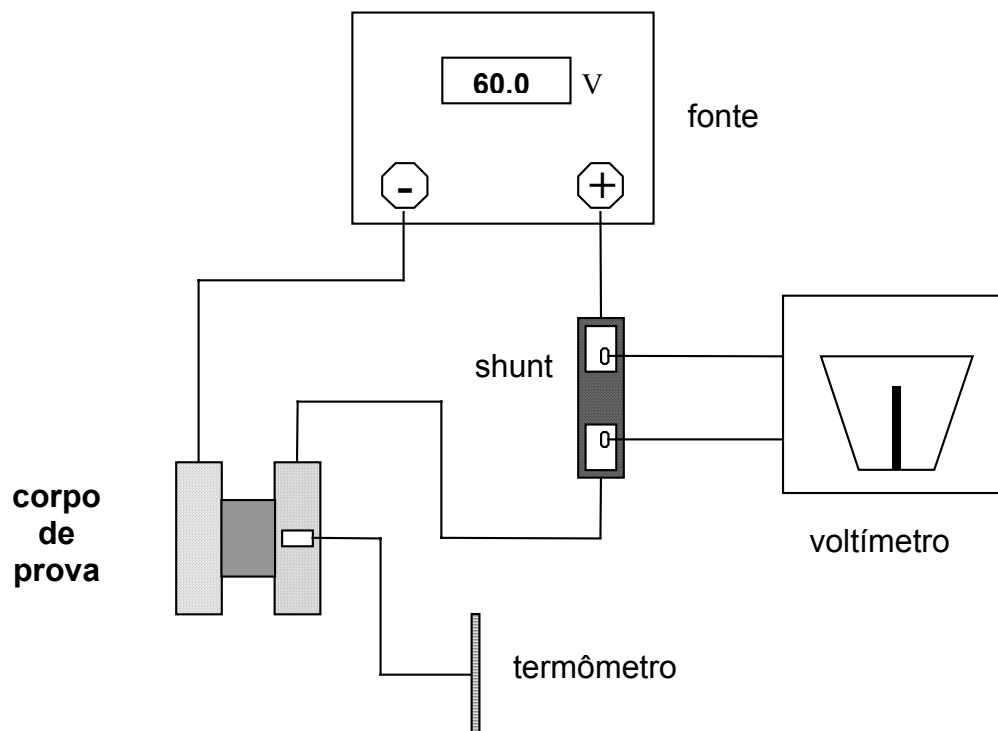 60.0 V
fonte
- +
shunt
corpo
de
prova
voltímetro
termômetro